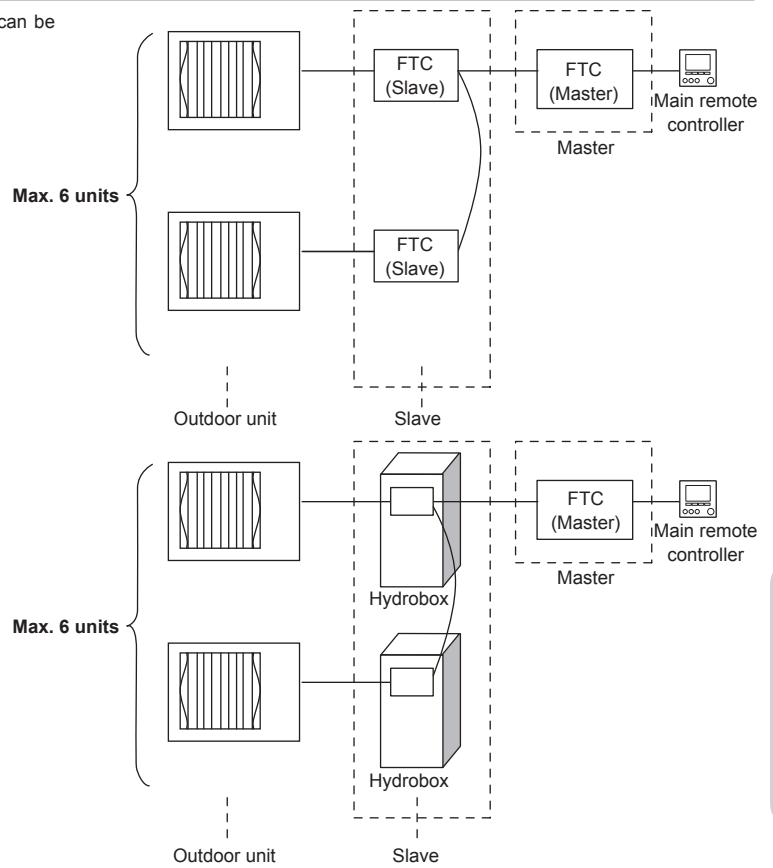 can be
FTC
(Slave)
FTC
(Master)
Main remote
controller
Master
Max. 6 units
FTC
(Slave)
Outdoor unit
Slave
FTC
(Master)
Main remote
controller
Master
Hydrobox
Max. 6 units
Hydrobox
Outdoor unit
Slave